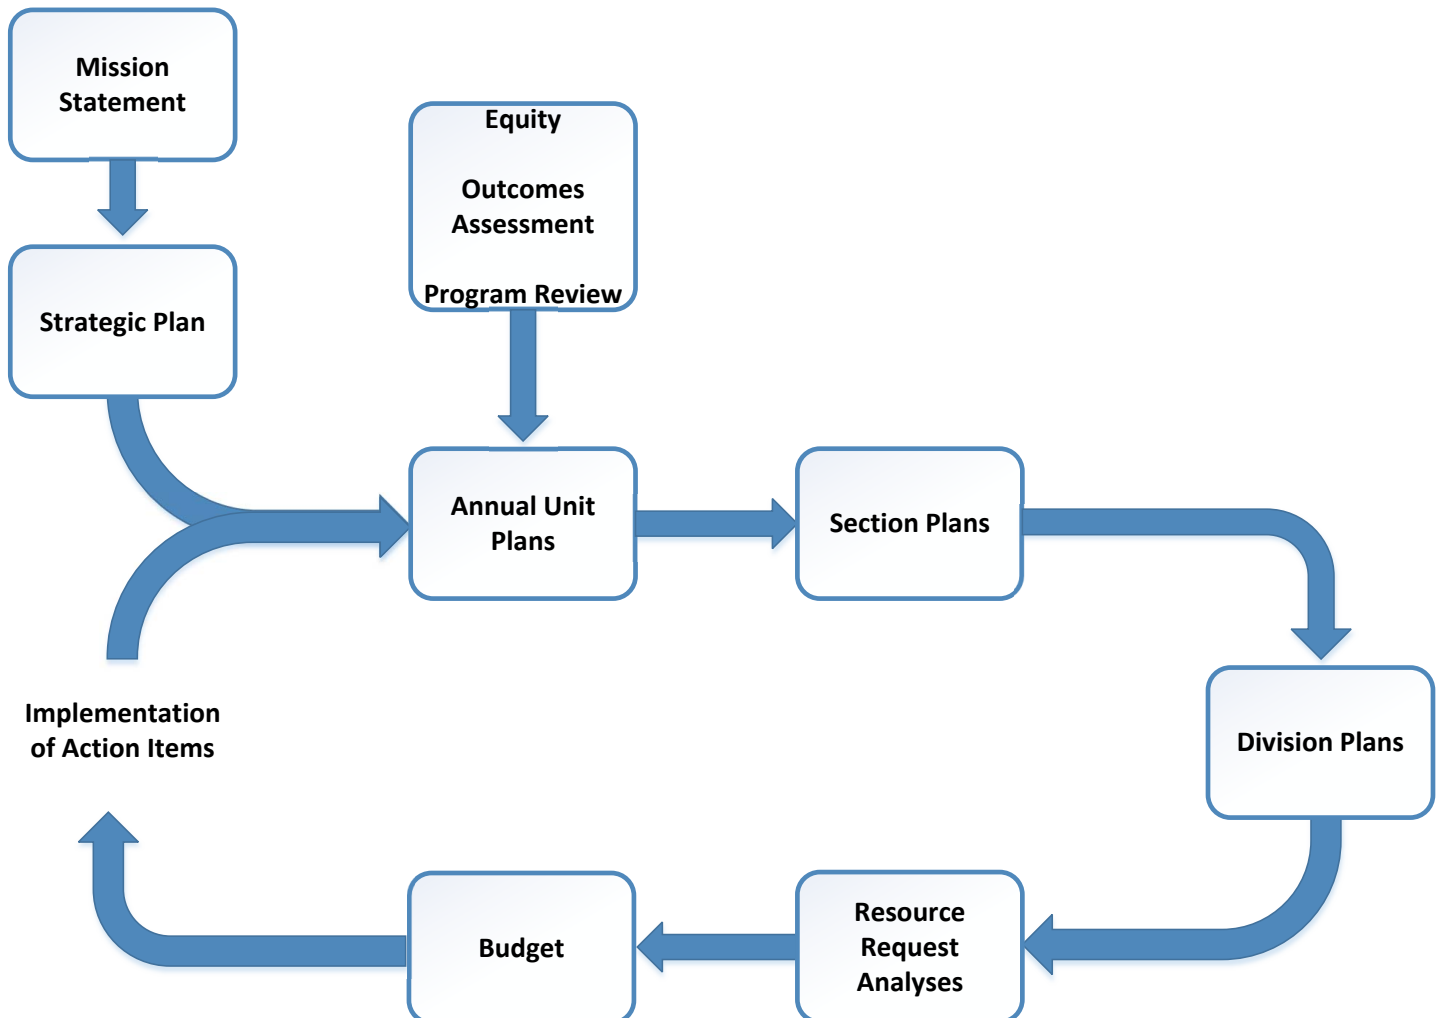 Mission
Statement
Equity
Outcomes
Assessment
Program Review
Strategic Plan
Annual Unit
Plans
Section Plans
Implementation
of Action Items
Division Plans
Budget
Resource
Request
Analyses